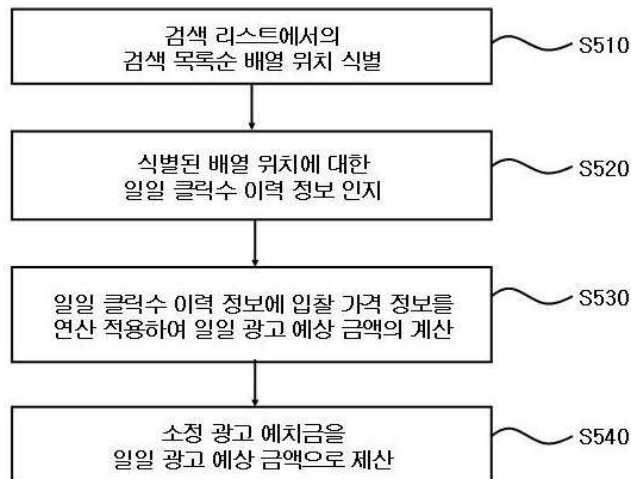 검색 리스트에서의
검색 목록순 배열 위치 식별
S510
식별된 배열 위치에 대한
일일 클릭수 이력 정보 인지
S520
일일 클릭수 이력 정보에 입찰 가격 정보를
연산 적용하여 일일 광고 예상 금액의 계산
S530
소정 광고 예치금을
일일 광고 예상 금액으로 제산
S540